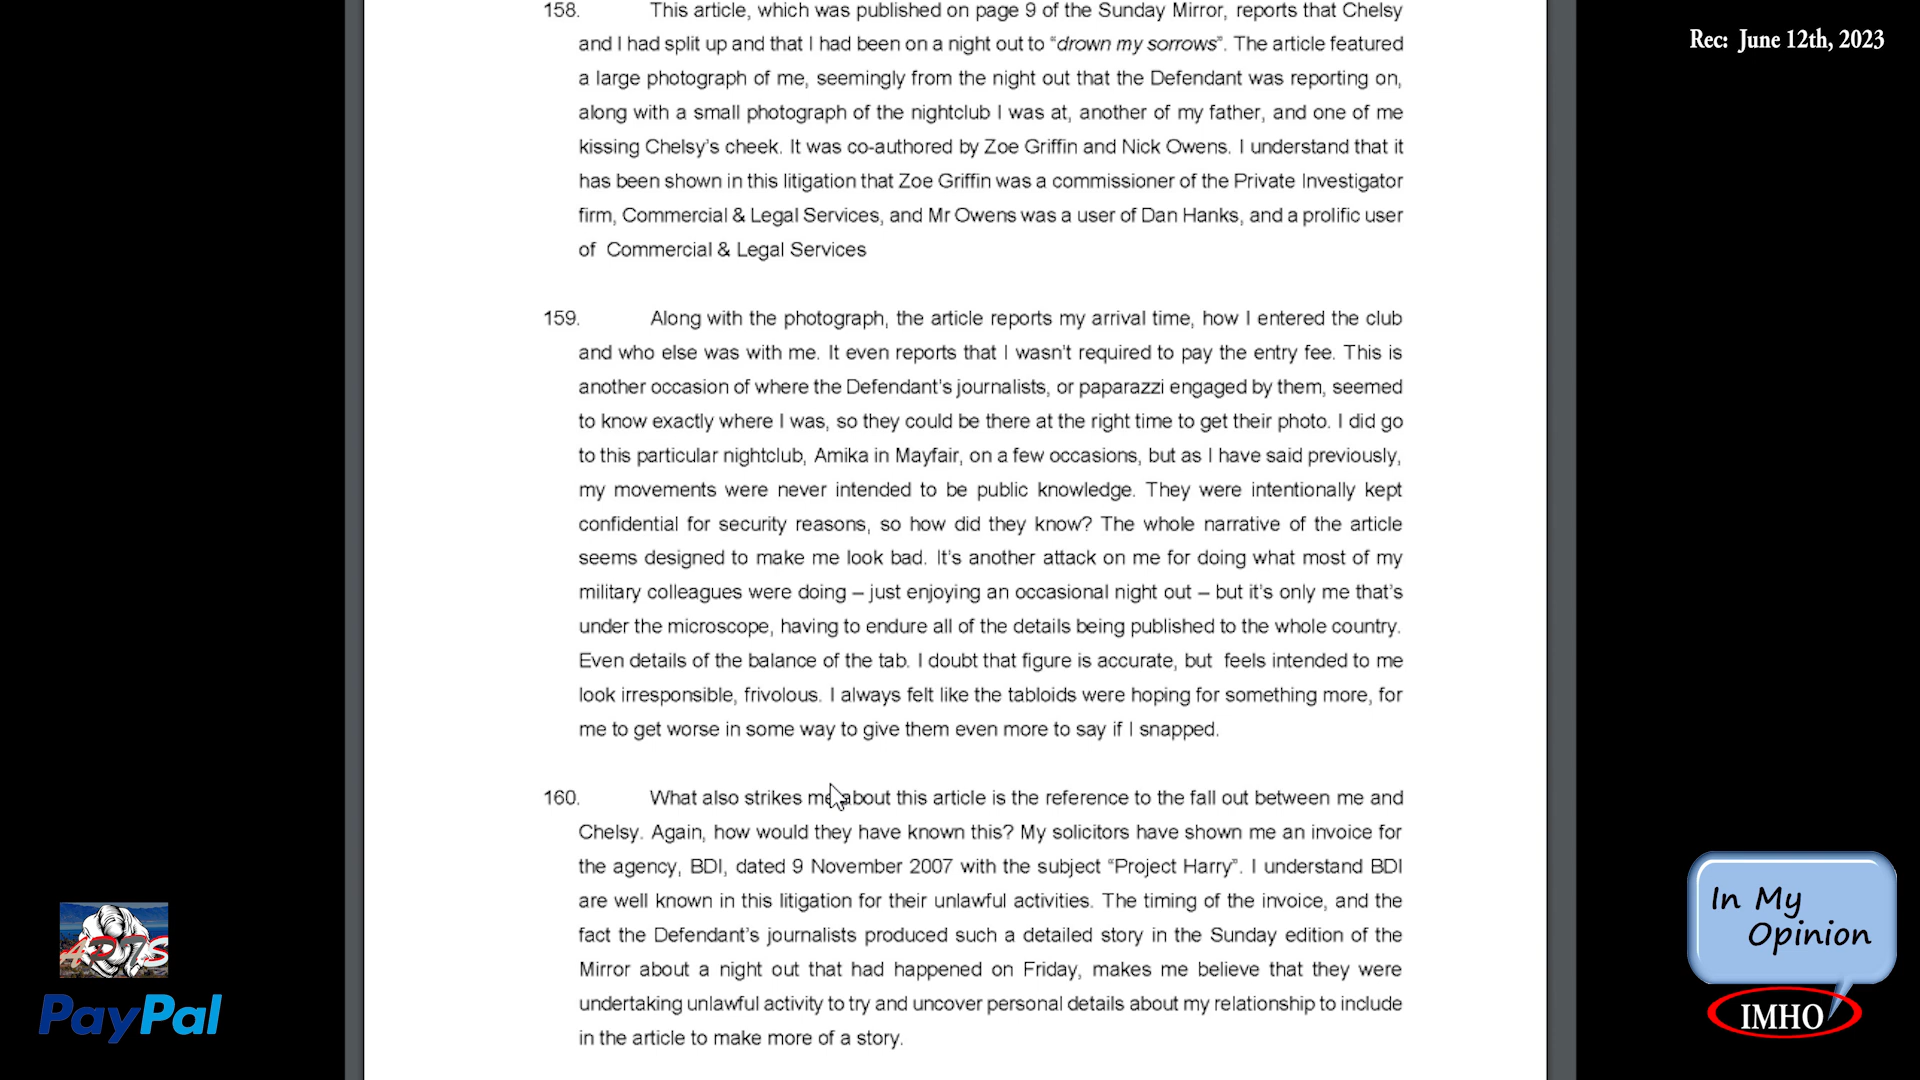 158. This article, which was published on page 9 of the Sunday Mirror, reports that Chelsy
and I had split up and that I had been on a night out to “drown my sorrows”. The article featured
a large photograph of me, seemingly from the night out that the Defendant was reporting on,
along with a small photograph of the nightclub I was at, another of my father, and one of me
kissing Chelsy’s cheek. It was co-authored by Zoe Griffin and Nick Owens. I understand that it
has been shown in this litigation that Zoe Griffin was a commissioner of the Private Investigator
firm, Commercial & Legal Services, and Mr Owens was a user of Dan Hanks, and a prolific user
of Commercial & Legal Services
159. Along with the photograph, the article reports my arrival time, how I entered the club
and who else was with me. It even reports that I wasn’t required to pay the entry fee. This is
another occasion of where the Defendant’s journalists, or paparazzi engaged by them, seemed
to know exactly where I was, so they could be there at the right time to get their photo. I did go
to this particular nightclub, Amika in Mayfair, on a few occasions, but as I have said previously,
my movements were never intended to be public knowledge. They were intentionally kept
confidential for security reasons, so how did they know? The whole narrative of the article
seems designed to make me look bad. It’s another attack on me for doing what most of my
military colleagues were doing – just enjoying an occasional night out – but it’s only me that’s
under the microscope, having to endure all of the details being published to the whole country.
Even details of the balance of the tab. I doubt that figure is accurate, but feels intended to me
look irresponsible, frivolous. I always felt like the tabloids were hoping for something more, for
me to get worse in some way to give them even more to say if I snapped.
160. What also strikes me about this article is the reference to the fall out between me and
Chelsy. Again, how would they have known this? My solicitors have shown me an invoice for
the agency, BDI, dated 9 November 2007 with the subject “Project Harry”. I understand BDI
are well known in this litigation for their unlawful activities. The timing of the invoice, and the
fact the Defendant’s journalists produced such a detailed story in the Sunday edition of the
Mirror about a night out that had happened on Friday, makes me believe that they were
undertaking unlawful activity to try and uncover personal details about my relationship to include
in the article to make more of a story.
Rec: June 12th, 2023
PayPal
In My
Opinion
IMHO